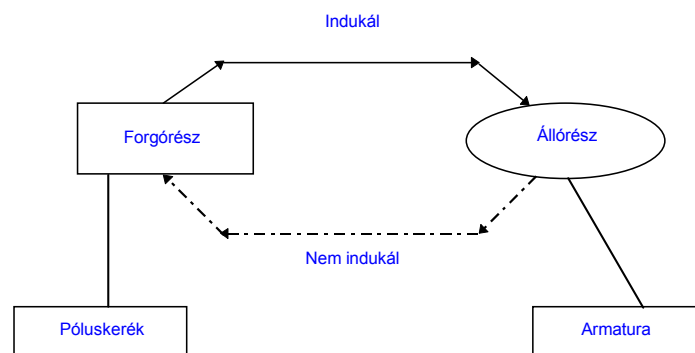 Indukál
Forgórész
Állórész
Nem indukál
Póluskerék
Armatura